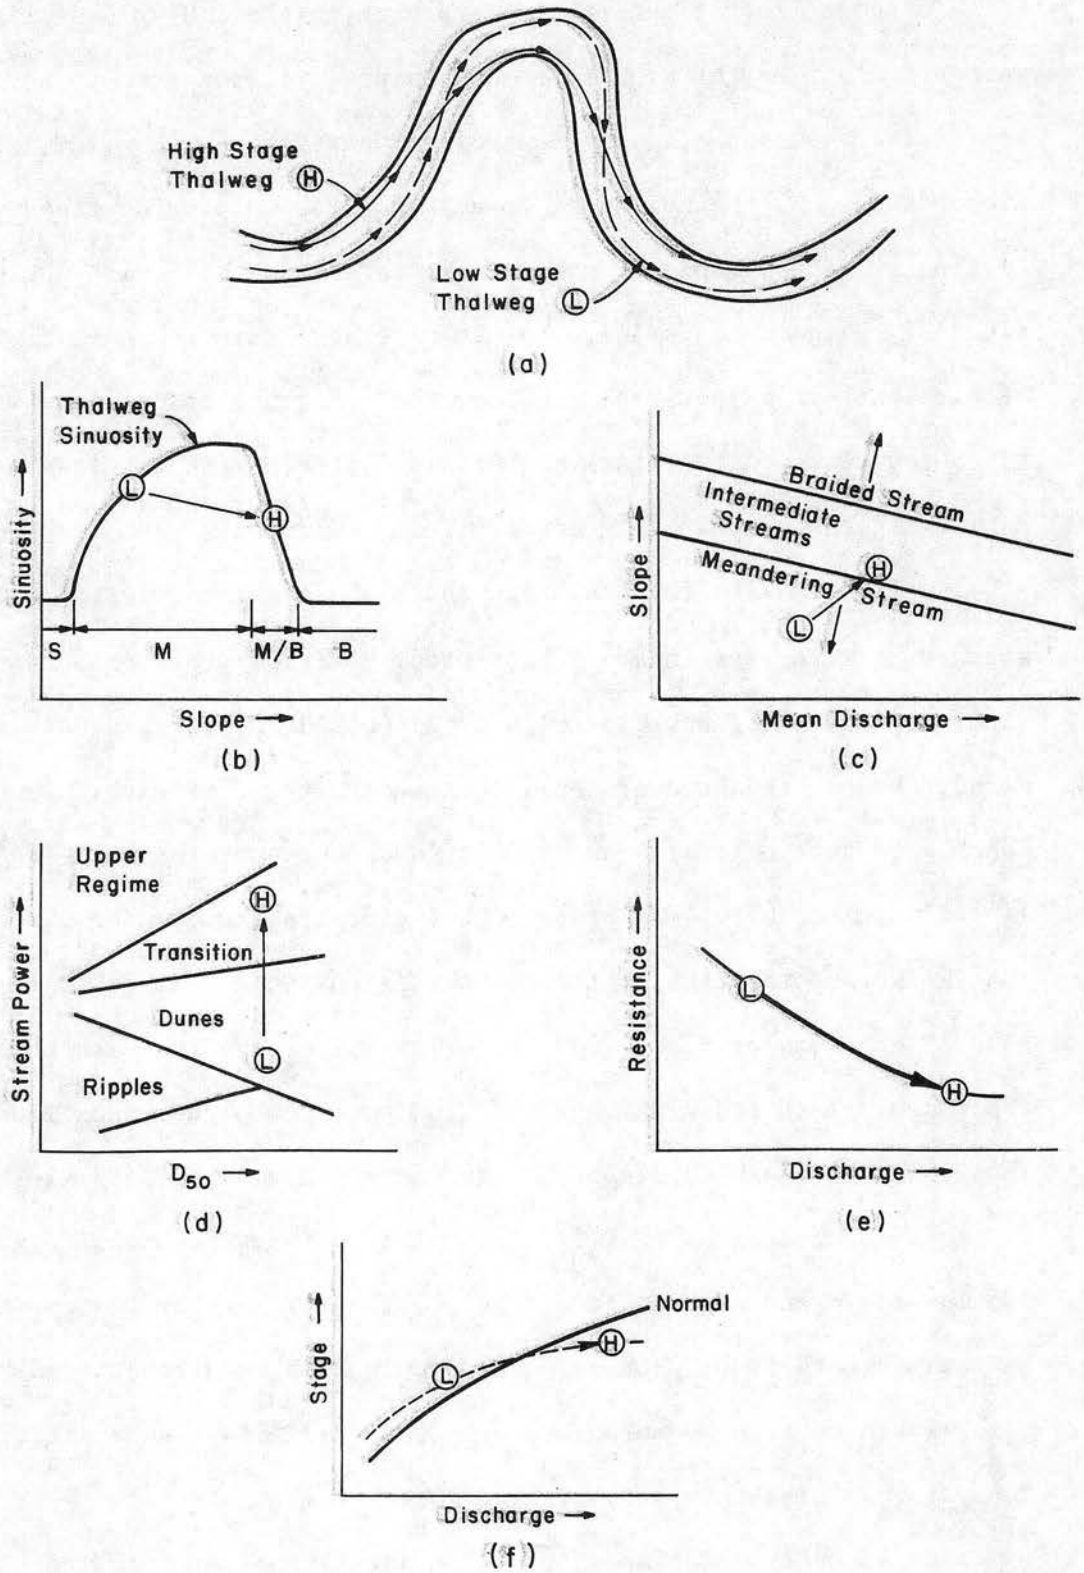 High Stage
Thalweg Ⓗ
Low Stage
Thalweg Ⓛ
(a)
Thalweg
Sinuosity
Ⓛ
Ⓗ
Sinuosity →
S
M
M/B
B
Slope →
(b)
Braided Stream
Intermediate
Streams
Meandering Stream
Ⓗ
Ⓛ
Slope →
Mean Discharge →
(c)
Upper
Regime
Ⓗ
Transition
Dunes
Ⓛ
Ripples
Stream Power →
D₅₀ →
(d)
Ⓛ
Ⓗ
Resistance →
Discharge →
(e)
Normal
Ⓗ
Ⓛ
Stage →
Discharge →
(f)